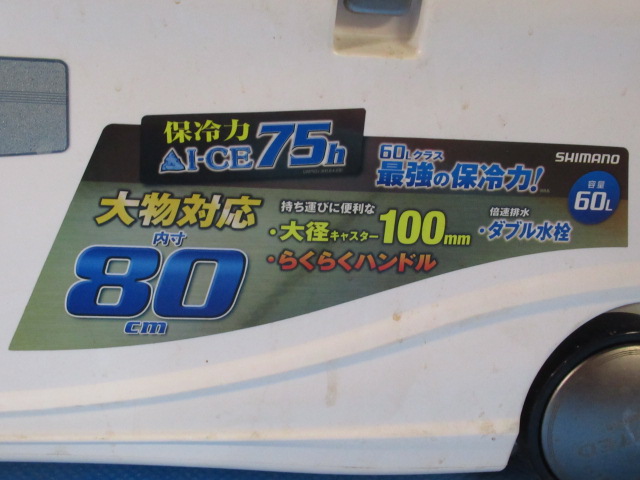 保冷力
I-CE 75h
60Lクラス
最強の保冷力!
SHIMANO
容量
60L
大物対応
内寸
80
cm
持ち運びに便利な
・大径キャスター100mm
・らくらくハンドル
倍速排水
・ダブル水栓